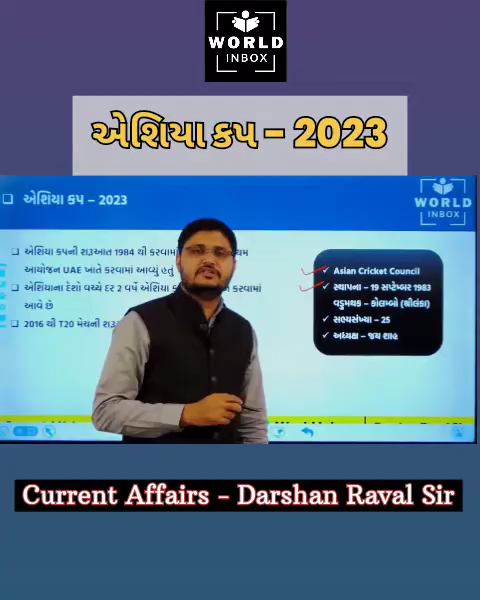 WORLD
INBOX
એશિયા કપ – 2023
એશિયા કપ – 2023
WORLD
INBOX
એશિયા કપની શરૂઆત 1984 થી કરવામાં
આયોજન UAE ખાતે કરવામાં આવ્યું હતું
એશિયાના દેશો વચ્ચે દર 2 વર્ષે એશિયા કરવામાં
આવે છે
2016 થી T20 મેચની
Asian Cricket Council
સ્થાપના – 19 સપ્ટેમ્બર 1983
વડુમથક – કોલમ્બો (શ્રીલંકા)
સભ્યસંખ્યા – 25
અધ્યક્ષ – જય શાહ
Current Affairs - Darshan Raval Sir